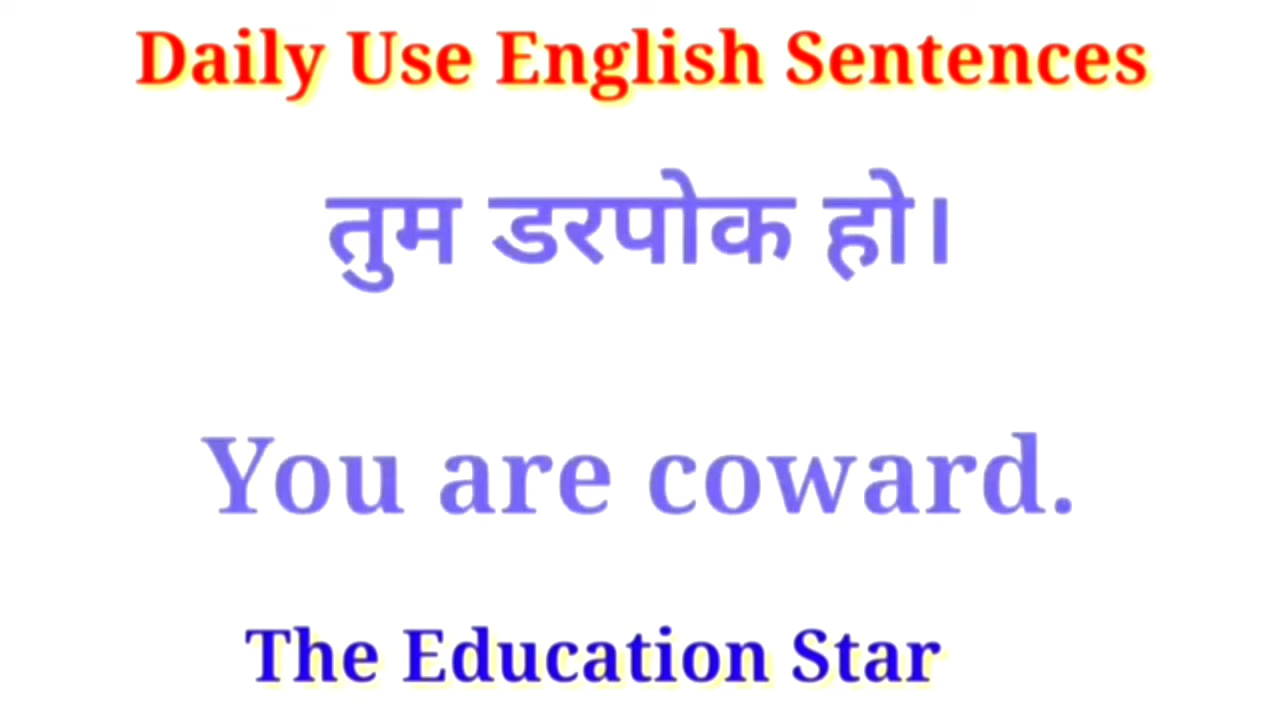 Daily Use English Sentences
तुम डरपोक हो।
You are coward.
The Education Star